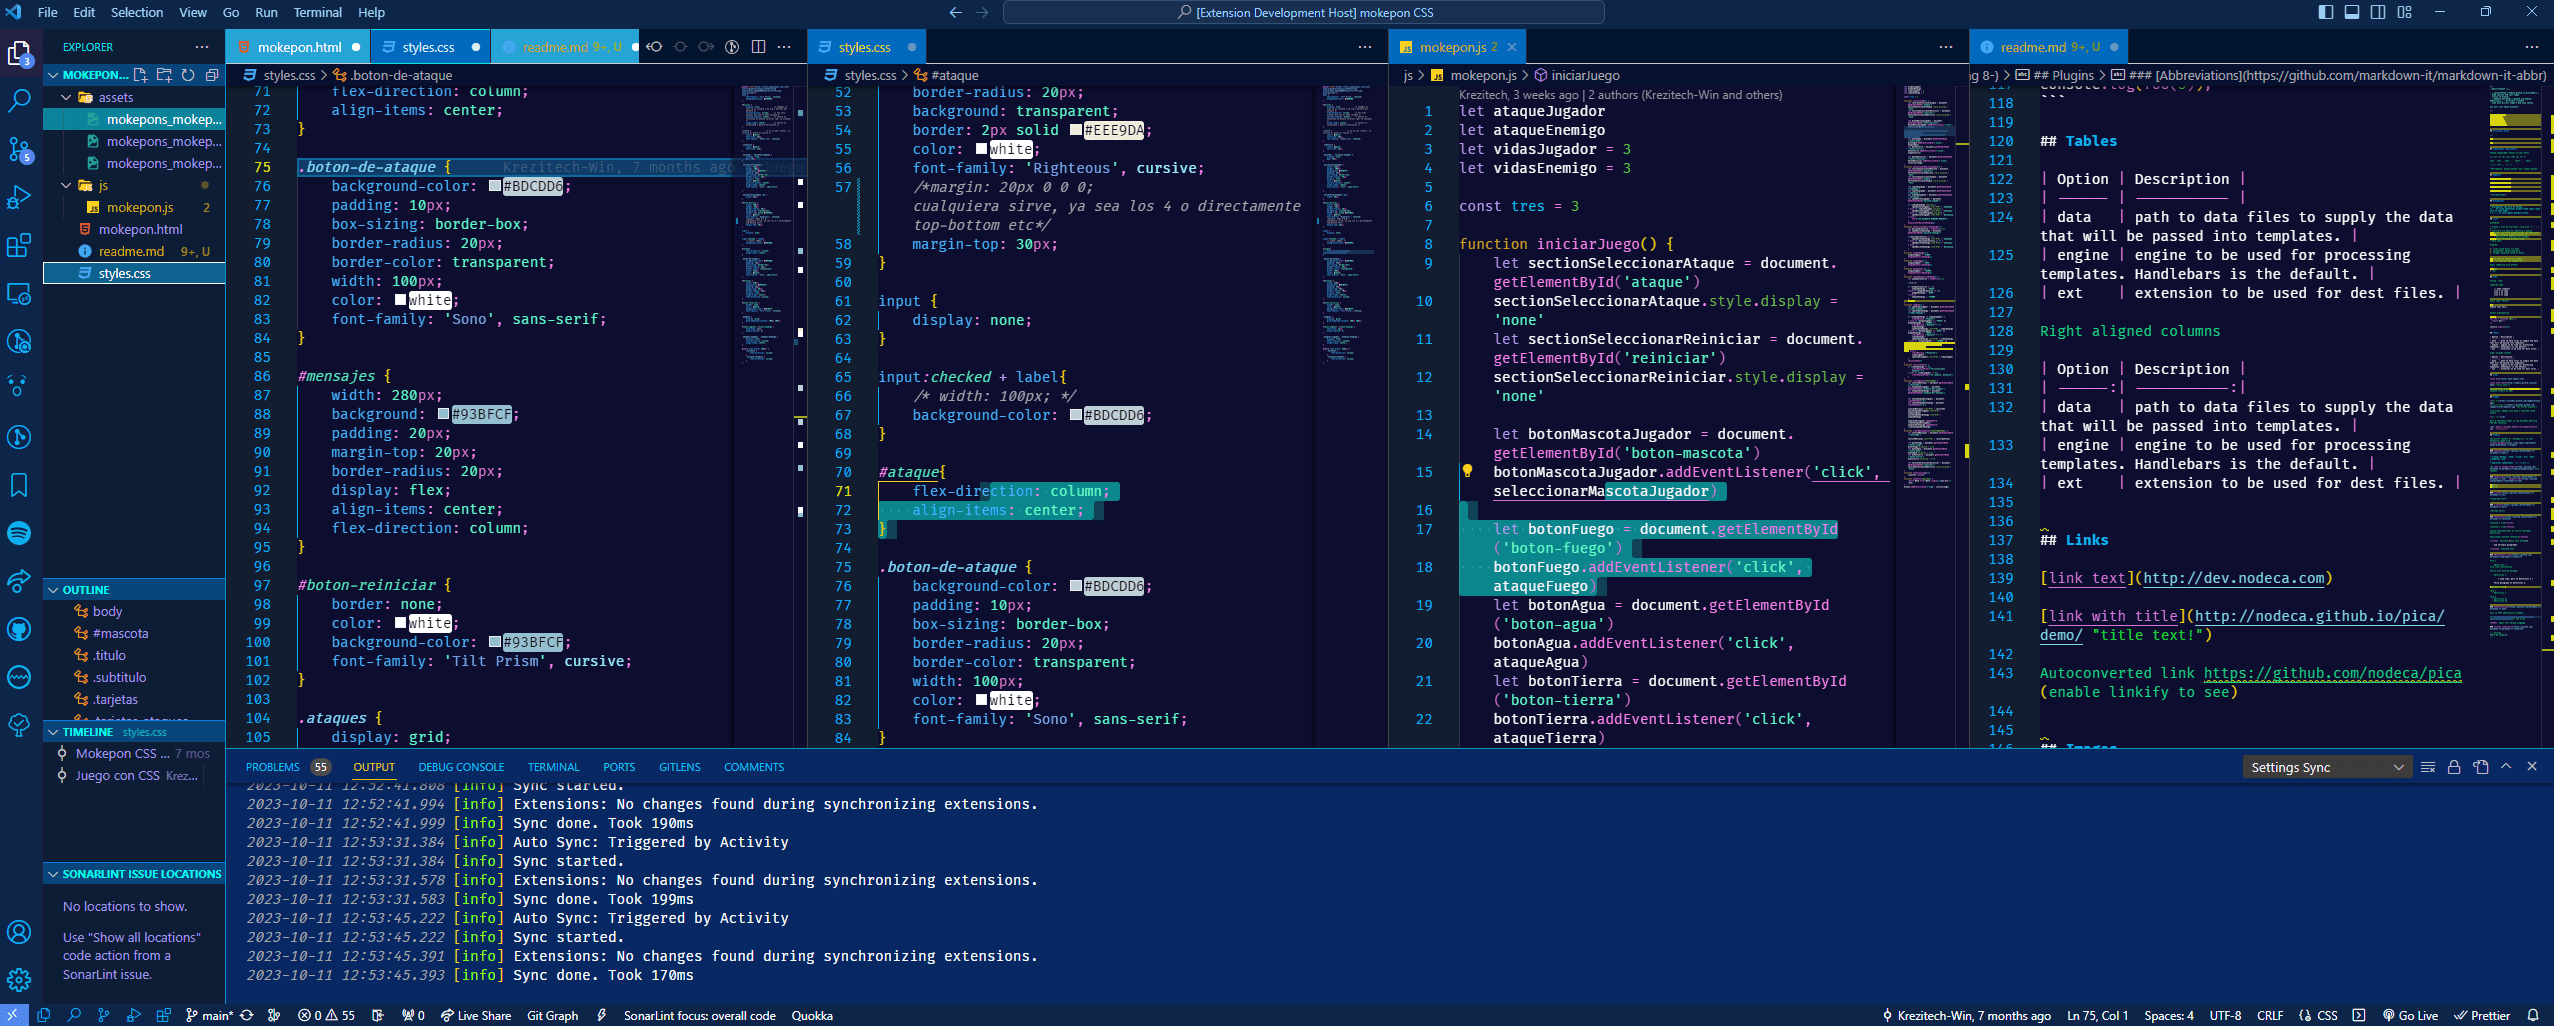 File Edit Selection View Go Run Terminal Help
[Extension Development Host] mokepon CSS
EXPLORER
MOKEPON...
assets
mokepons_mokep...
mokepons_mokep...
mokepons_mokep...
js
mokepon.js 2
mokepon.html
readme.md 9+, U
styles.css
OUTLINE
body
#mascota
.titulo
.subtitulo
.tarjetas
TIMELINE styles.css
Mokepon CSS ... 7 mos
Juego con CSS Krez...
SONARLINT ISSUE LOCATIONS
No locations to show.
Use "Show all locations"
code action from a
SonarLint issue.
mokepon.html styles.css readme.md 9+, U
styles.css > .boton-de-ataque
71 flex-direction: column;
72 align-items: center;
73 }
74
75 .boton-de-ataque { Krezitech-Win, 7 months ago
76 background-color: #BDCDD6;
77 padding: 10px;
78 box-sizing: border-box;
79 border-radius: 20px;
80 border-color: transparent;
81 width: 100px;
82 color: white;
83 font-family: 'Sono', sans-serif;
84 }
85
86 #mensajes {
87 width: 280px;
88 background: #93BFCF;
89 padding: 20px;
90 margin-top: 20px;
91 border-radius: 20px;
92 display: flex;
93 align-items: center;
94 flex-direction: column;
95 }
96
97 #boton-reiniciar {
98 border: none;
99 color: white;
100 background-color: #93BFCF;
101 font-family: 'Tilt Prism', cursive;
102 }
103
104 .ataques {
105 display: grid;
styles.css
styles.css > #ataque
52 border-radius: 20px;
53 background: transparent;
54 border: 2px solid #EEE9DA;
55 color: white;
56 font-family: 'Righteous', cursive;
57 /*margin: 20px 0 0 0;
cualquiera sirve, ya sea los 4 o directamente
top-bottom etc*/
58 margin-top: 30px;
59 }
60
61 input {
62 display: none;
63 }
64
65 input:checked + label{
66 /* width: 100px; */
67 background-color: #BDCDD6;
68 }
69
70 #ataque{
71 flex-direction: column;
72 align-items: center;
73 }
74
75 .boton-de-ataque {
76 background-color: #BDCDD6;
77 padding: 10px;
78 box-sizing: border-box;
79 border-radius: 20px;
80 border-color: transparent;
81 width: 100px;
82 color: white;
83 font-family: 'Sono', sans-serif;
84 }
mokepon.js 2
js > mokepon.js > iniciarJuego
Krezitech, 3 weeks ago | 2 authors (Krezitech-Win and others)
1 let ataqueJugador
2 let ataqueEnemigo
3 let vidasJugador = 3
4 let vidasEnemigo = 3
5
6 const tres = 3
7
8 function iniciarJuego() {
9 let sectionSeleccionarAtaque = document.
getElementById('ataque')
10 sectionSeleccionarAtaque.style.display =
'none'
11 let sectionSeleccionarReiniciar = document.
getElementById('reiniciar')
12 sectionSeleccionarReiniciar.style.display =
'none'
13
14 let botonMascotaJugador = document.
getElementById('boton-mascota')
15 botonMascotaJugador.addEventListener('click',
seleccionarMascotaJugador)
16
17 let botonFuego = document.getElementById
('boton-fuego')
18 botonFuego.addEventListener('click',
ataqueFuego)
19 let botonAgua = document.getElementById
('boton-agua')
20 botonAgua.addEventListener('click',
ataqueAgua)
21 let botonTierra = document.getElementById
('boton-tierra')
22 botonTierra.addEventListener('click',
ataqueTierra)
readme.md 9+, U
g 8-) > ## Plugins > ### [Abbreviations](https://github.com/markdown-it/markdown-it-abbr)
118 ```
119
120 ## Tables
121
122 | Option | Description |
123 | ------ | ----------- |
124 | data | path to data files to supply the data
that will be passed into templates. |
125 | engine | engine to be used for processing
templates. Handlebars is the default. |
126 | ext | extension to be used for dest files. |
127
128 Right aligned columns
129
130 | Option | Description |
131 | ------:| -----------:|
132 | data | path to data files to supply the data
that will be passed into templates. |
133 | engine | engine to be used for processing
templates. Handlebars is the default. |
134 | ext | extension to be used for dest files. |
135
136
137 ## Links
138
139 [link text](http://dev.nodeca.com)
140
141 [link with title](http://nodeca.github.io/pica/
demo/ "title text!")
142
143 Autoconverted link https://github.com/nodeca/pica
(enable linkify to see)
144
145
146 ## Images
PROBLEMS 55 OUTPUT DEBUG CONSOLE TERMINAL PORTS GITLENS COMMENTS
Settings Sync
2023-10-11 12:52:41.808 [info] Sync started.
2023-10-11 12:52:41.994 [info] Extensions: No changes found during synchronizing extensions.
2023-10-11 12:52:41.999 [info] Sync done. Took 190ms
2023-10-11 12:53:31.384 [info] Auto Sync: Triggered by Activity
2023-10-11 12:53:31.384 [info] Sync started.
2023-10-11 12:53:31.578 [info] Extensions: No changes found during synchronizing extensions.
2023-10-11 12:53:31.583 [info] Sync done. Took 199ms
2023-10-11 12:53:45.222 [info] Auto Sync: Triggered by Activity
2023-10-11 12:53:45.222 [info] Sync started.
2023-10-11 12:53:45.391 [info] Extensions: No changes found during synchronizing extensions.
2023-10-11 12:53:45.393 [info] Sync done. Took 170ms
main* 0 55 0 Live Share Git Graph SonarLint focus: overall code Quokka
Krezitech-Win, 7 months ago Ln 75, Col 1 Spaces: 4 UTF-8 CRLF CSS Go Live Prettier